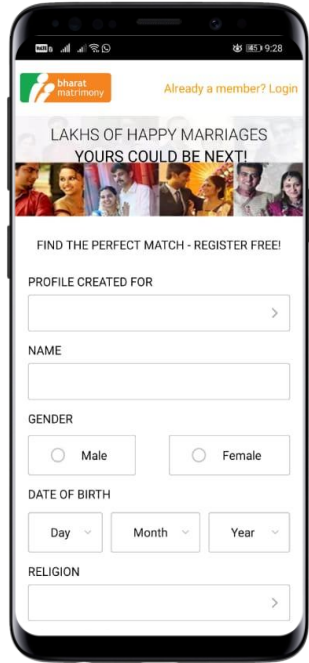 9:28
bharat
matrimony
Already a member? Login
LAKHS OF HAPPY MARRIAGES
YOURS COULD BE NEXT!
FIND THE PERFECT MATCH - REGISTER FREE!
PROFILE CREATED FOR
NAME
GENDER
Male
Female
DATE OF BIRTH
Day
Month
Year
RELIGION